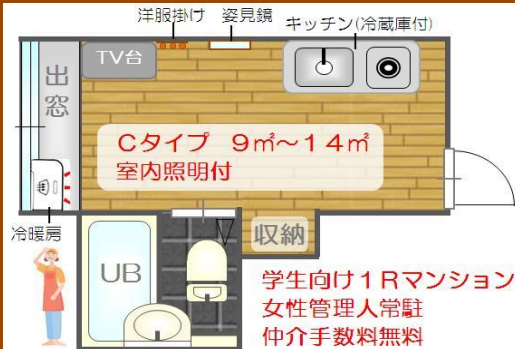 洋服掛け
姿見鏡
キッチン(冷蔵庫付)
TV台
出窓
Cタイプ 9㎡～14㎡
室内照明付
冷暖房
UB
収納
学生向け1Rマンション
女性管理人常駐
仲介手数料無料